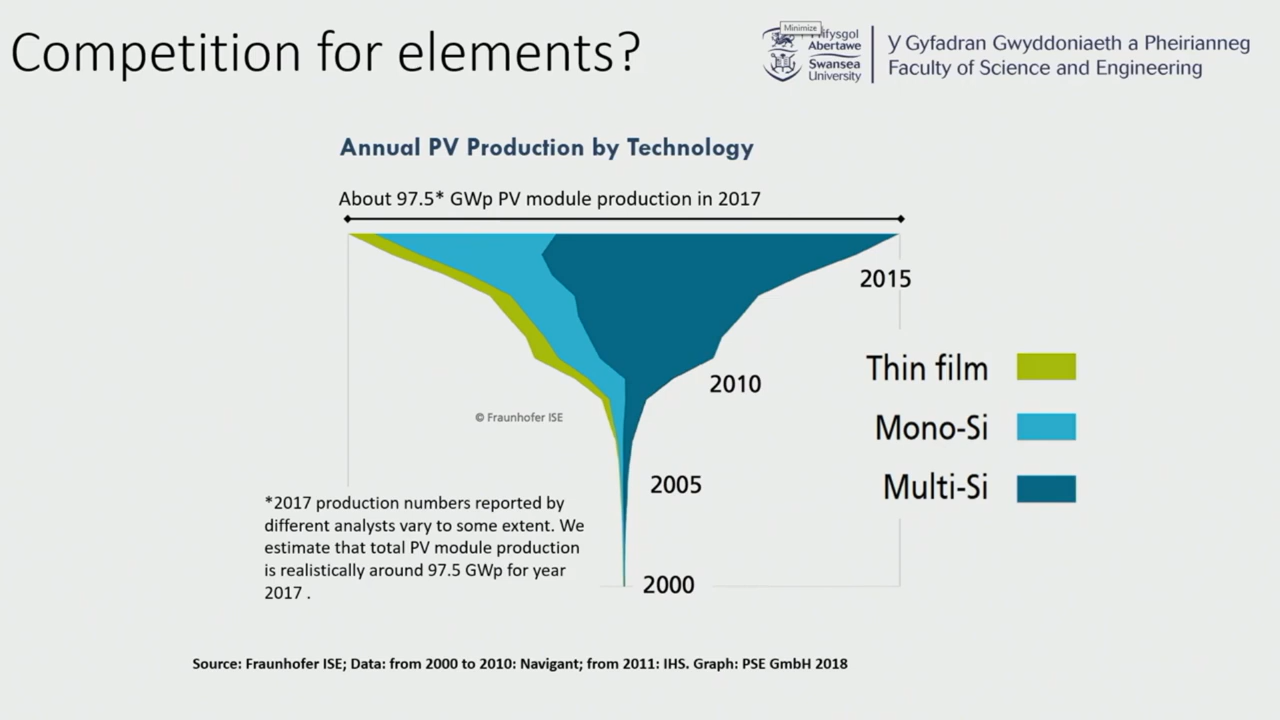 Competition for elements?
Minimize
ifysgol
Abertawe
Swansea
University
Y Gyfadran Gwyddoniaeth a Pheirianneg
Faculty of Science and Engineering
Annual PV Production by Technology
About 97.5* GWp PV module production in 2017
2015
Thin film
2010
© Fraunhofer ISE
Mono-Si
2005
Multi-Si
*2017 production numbers reported by
different analysts vary to some extent. We
estimate that total PV module production
is realistically around 97.5 GWp for year
2017 .
2000
Source: Fraunhofer ISE; Data: from 2000 to 2010: Navigant; from 2011: IHS. Graph: PSE GmbH 2018